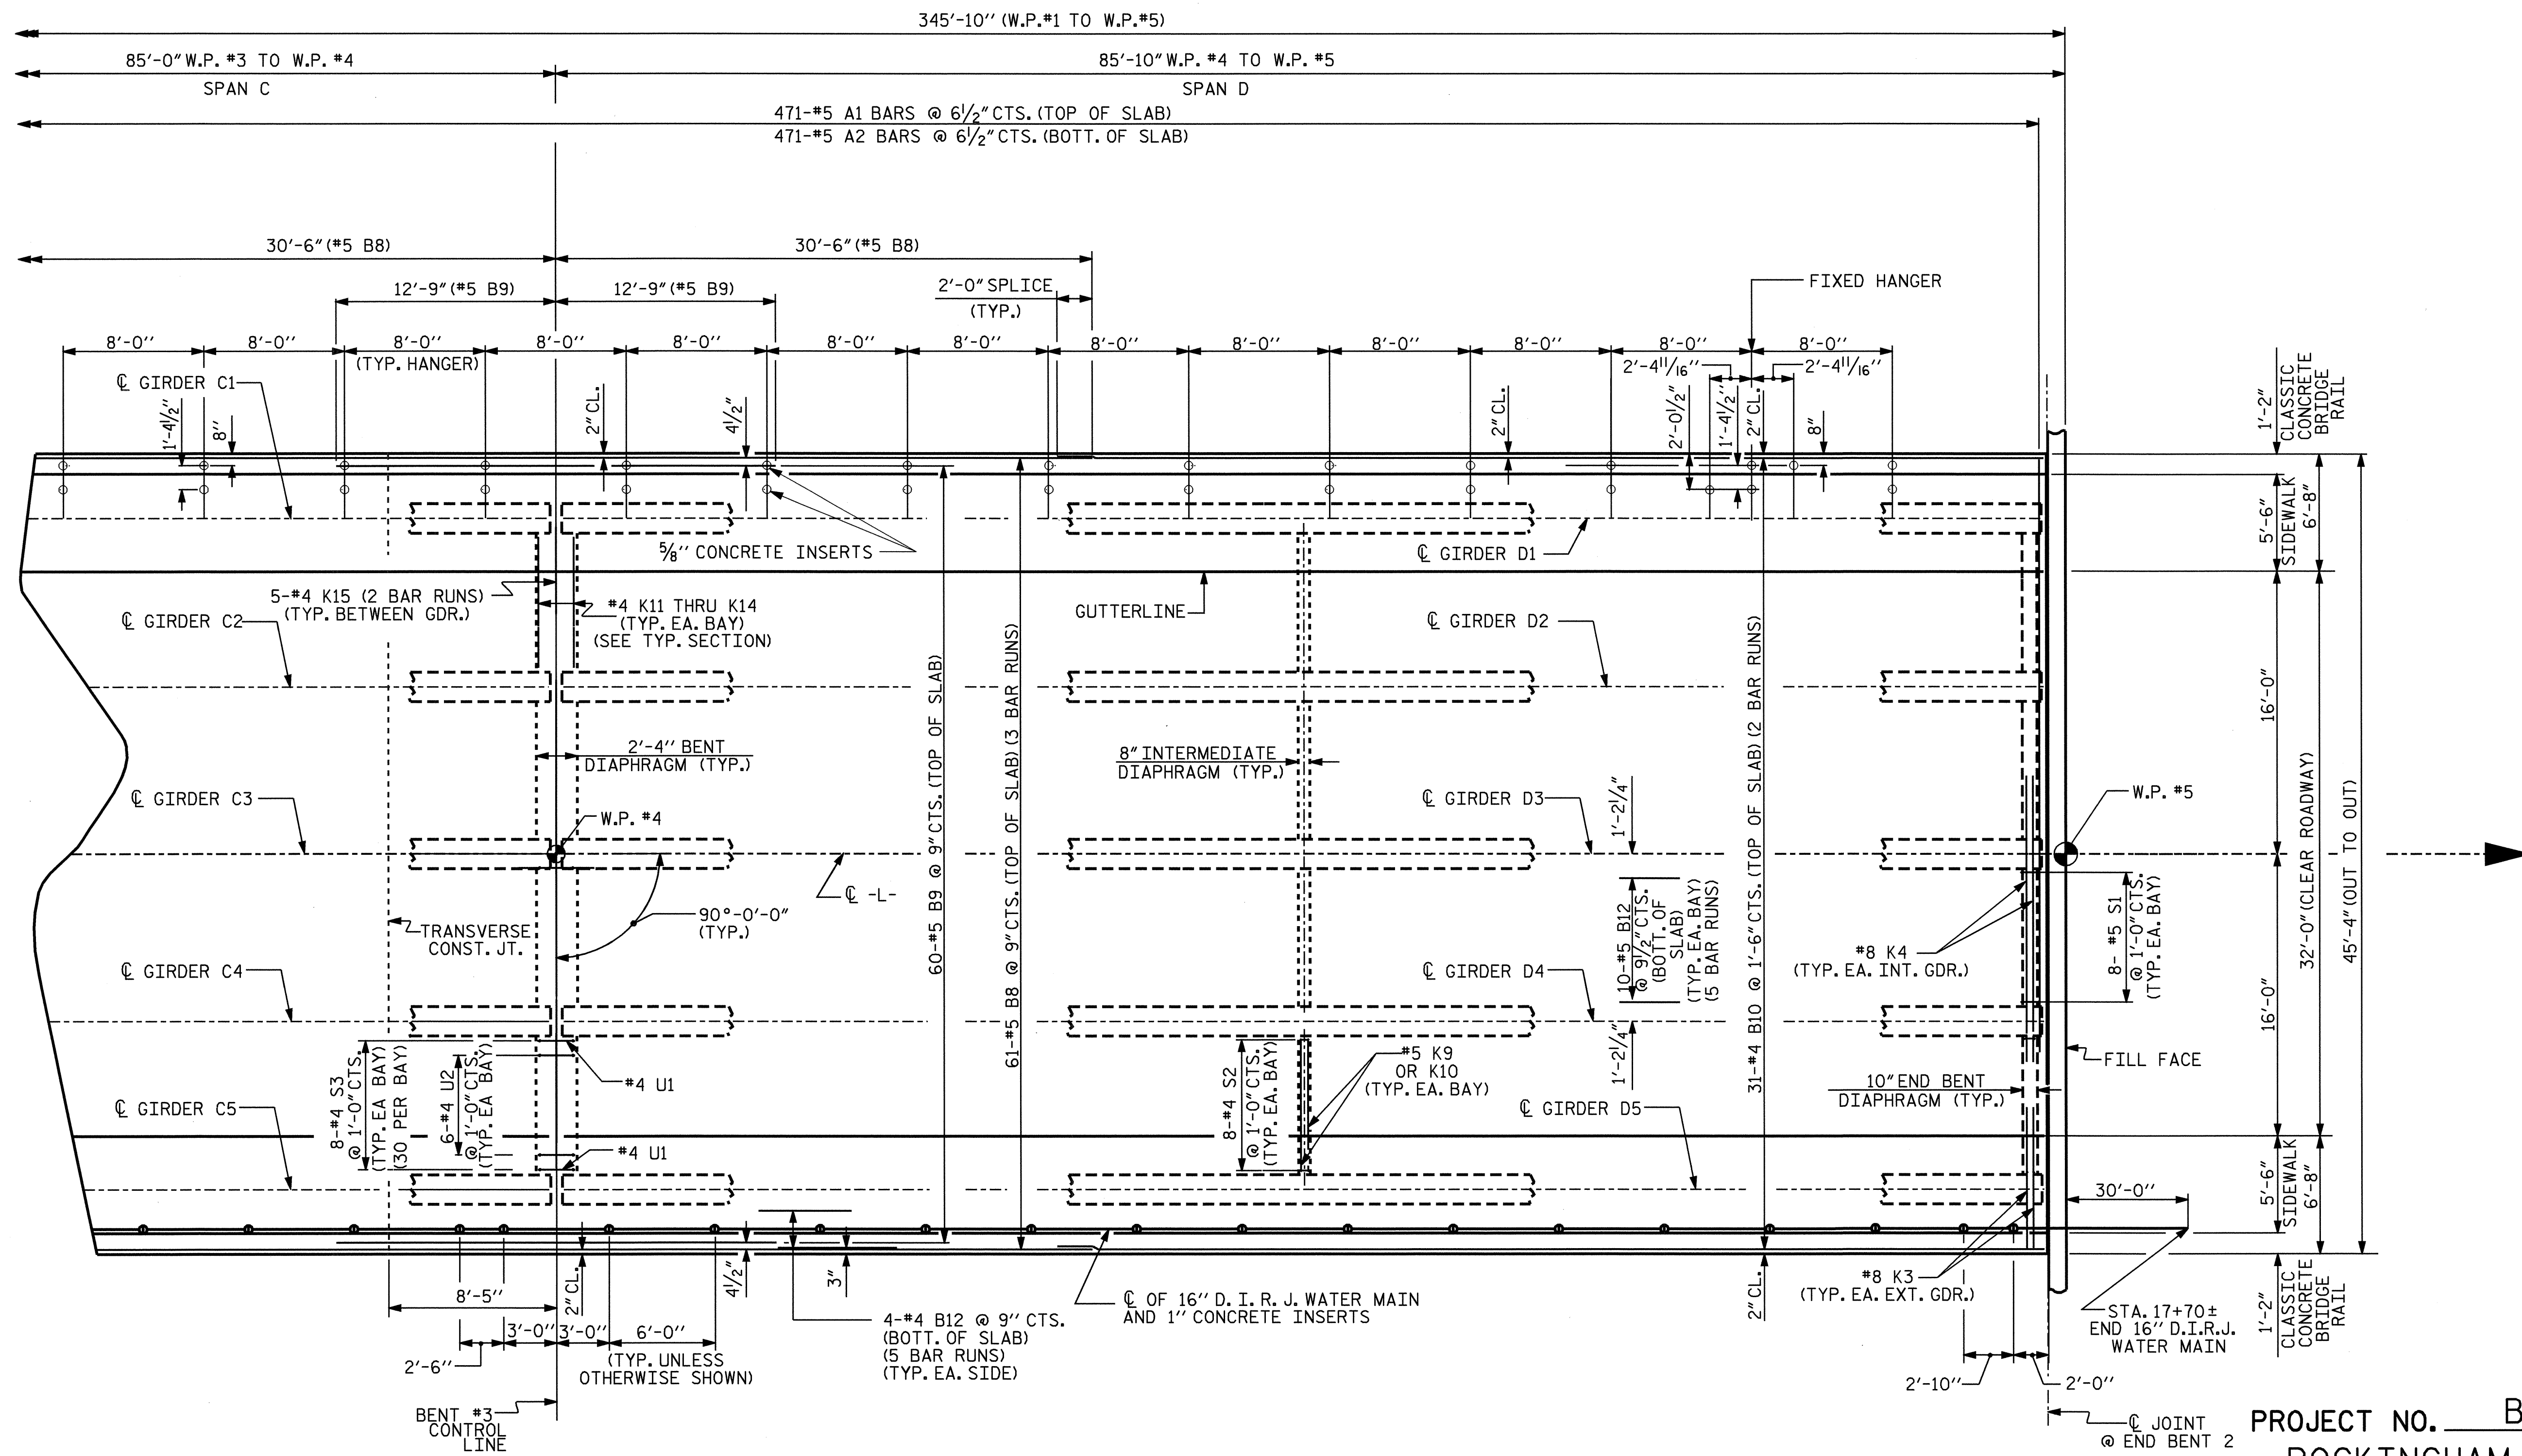 345'-10" (W.P.#1 TO W.P.#5)
85'-0" W.P. #3 TO W.P. #4
85'-10" W.P. #4 TO W.P. #5
SPAN C
SPAN D
471-#5 A1 BARS @ 6 1/2" CTS. (TOP OF SLAB)
471-#5 A2 BARS @ 6 1/2" CTS. (BOTT. OF SLAB)
30'-6" (#5 B8)
30'-6" (#5 B8)
12'-9" (#5 B9)
12'-9" (#5 B9)
2'-0" SPLICE
(TYP.)
FIXED HANGER
8'-0"
8'-0"
8'-0"
8'-0"
8'-0"
8'-0"
8'-0"
8'-0"
8'-0"
8'-0"
8'-0"
8'-0"
8'-0"
(TYP. HANGER)
2'-4 11/16"
2'-4 11/16"
℄ GIRDER C1
1'-4 1/2"
8"
2" CL.
4 1/2"
2" CL.
2'-0 1/2"
1'-4 1/2"
2" CL.
8"
1'-2"
CLASSIC
CONCRETE
BRIDGE
RAIL
5'-6"
SIDEWALK
6'-8"
5/8" CONCRETE INSERTS
℄ GIRDER D1
5-#4 K15 (2 BAR RUNS)
(TYP. BETWEEN GDR.)
#4 K11 THRU K14
(TYP. EA. BAY)
(SEE TYP. SECTION)
GUTTERLINE
℄ GIRDER C2
℄ GIRDER D2
60-#5 B9 @ 9" CTS. (TOP OF SLAB)
61-#5 B8 @ 9" CTS. (TOP OF SLAB) (3 BAR RUNS)
31-#4 B10 @ 1'-6" CTS. (TOP OF SLAB) (2 BAR RUNS)
16'-0"
2'-4" BENT
DIAPHRAGM (TYP.)
8" INTERMEDIATE
DIAPHRAGM (TYP.)
℄ GIRDER C3
℄ GIRDER D3
1'-2 1/4"
W.P. #4
W.P. #5
32'-0" (CLEAR ROADWAY)
45'-4" (OUT TO OUT)
℄ -L-
90°-0'-0"
(TYP.)
TRANSVERSE
CONST. JT.
10-#5 B12
@ 9 1/2" CTS.
(BOTT. OF
SLAB)
(TYP. EA. BAY)
(5 BAR RUNS)
#8 K4
(TYP. EA. INT. GDR.)
8- #5 S1
@ 1'-0" CTS.
(TYP. EA. BAY)
℄ GIRDER C4
℄ GIRDER D4
16'-0"
1'-2 1/4"
8-#4 S3
@ 1'-0" CTS.
(TYP. EA BAY)
(30 PER BAY)
6-#4 U2
@ 1'-0" CTS.
(TYP. EA BAY)
#4 U1
8-#4 S2
@ 1'-0" CTS.
(TYP. EA. BAY)
#5 K9
OR K10
(TYP. EA. BAY)
FILL FACE
10" END BENT
DIAPHRAGM (TYP.)
℄ GIRDER C5
℄ GIRDER D5
#4 U1
5'-6"
SIDEWALK
6'-8"
30'-0"
8'-5"
2" CL.
4 1/2"
3"
2" CL.
#8 K3
(TYP. EA. EXT. GDR.)
℄ OF 16" D. I. R. J. WATER MAIN
AND 1" CONCRETE INSERTS
4-#4 B12 @ 9" CTS.
(BOTT. OF SLAB)
(5 BAR RUNS)
(TYP. EA. SIDE)
3'-0"
3'-0"
6'-0"
2'-6"
(TYP. UNLESS
OTHERWISE SHOWN)
STA. 17+70±
END 16" D.I.R.J.
WATER MAIN
1'-2"
CLASSIC
CONCRETE
BRIDGE
RAIL
2'-10"
2'-0"
BENT #3
CONTROL
LINE
℄ JOINT
@ END BENT 2
PROJECT NO. B